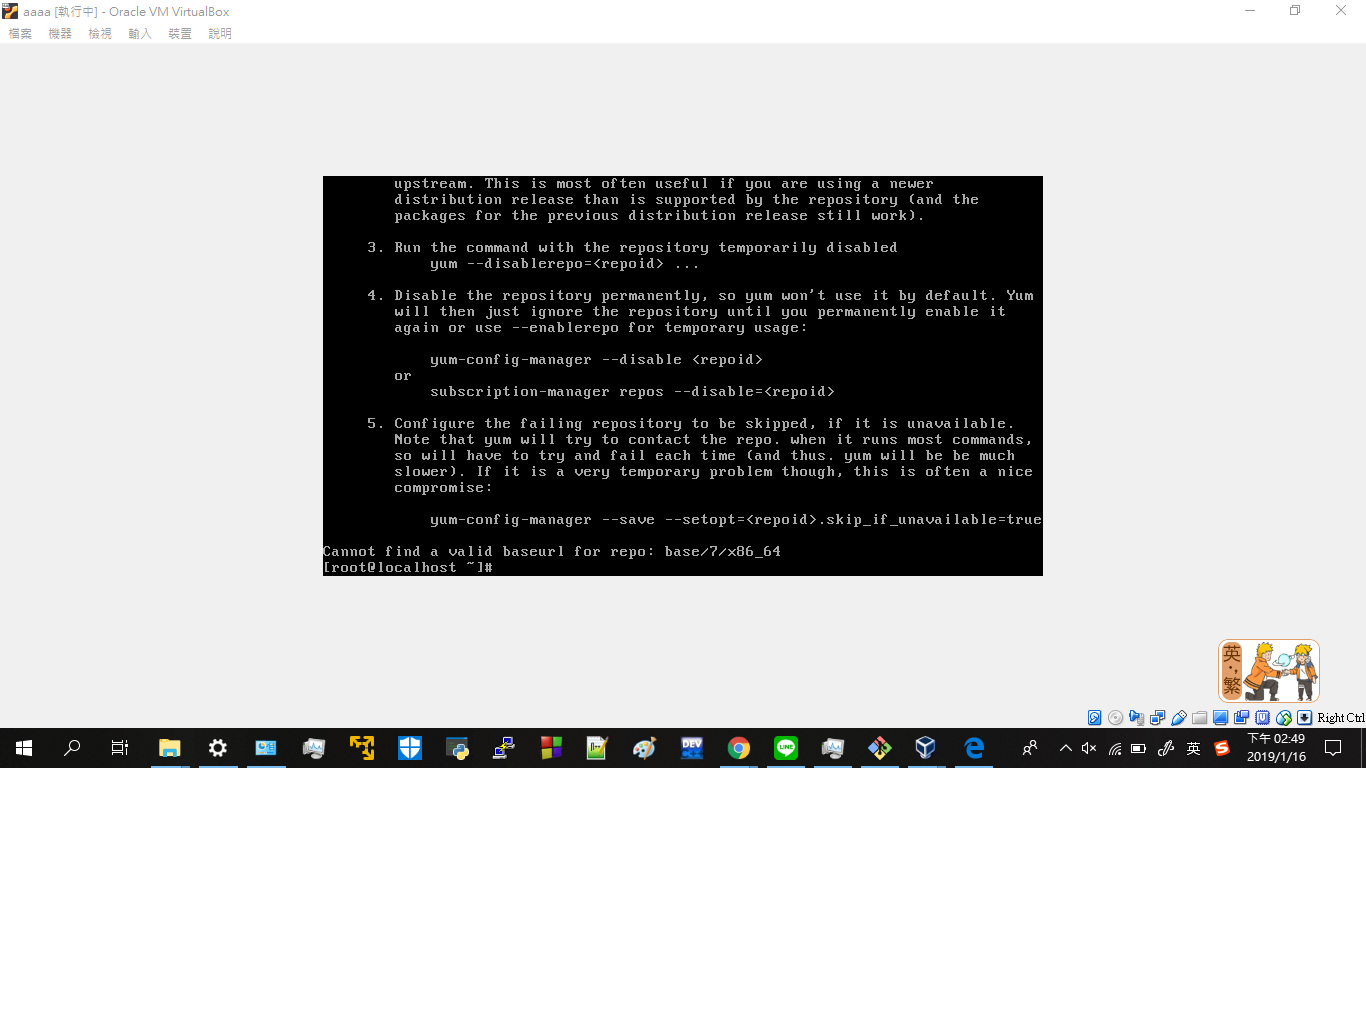 aaaa [執行中] - Oracle VM VirtualBox
檔案 機器 檢視 輸入 裝置 說明
upstream. This is most often useful if you are using a newer
distribution release than is supported by the repository (and the
packages for the previous distribution release still work).
3. Run the command with the repository temporarily disabled
yum --disablerepo=<repoid> ...
4. Disable the repository permanently, so yum won't use it by default. Yum
will then just ignore the repository until you permanently enable it
again or use --enablerepo for temporary usage:
yum-config-manager --disable <repoid>
or
subscription-manager repos --disable=<repoid>
5. Configure the failing repository to be skipped, if it is unavailable.
Note that yum will try to contact the repo. when it runs most commands,
so will have to try and fail each time (and thus. yum will be be much
slower). If it is a very temporary problem though, this is often a nice
compromise:
yum-config-manager --save --setopt=<repoid>.skip_if_unavailable=true
Cannot find a valid baseurl for repo: base/7/x86_64
[root@localhost ~]#
英
·,
繁
Right Ctrl
DEV
LINE
英
下午 02:49
2019/1/16